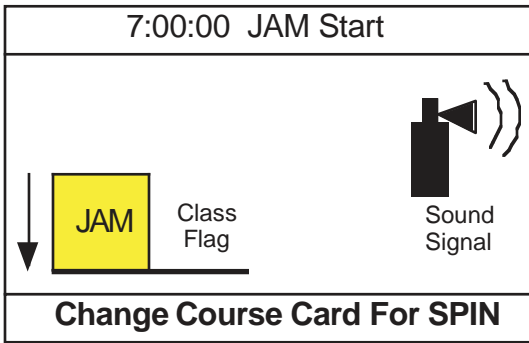 7:00:00 JAM Start
JAM
Class
Flag
Sound
Signal
Change Course Card For SPIN